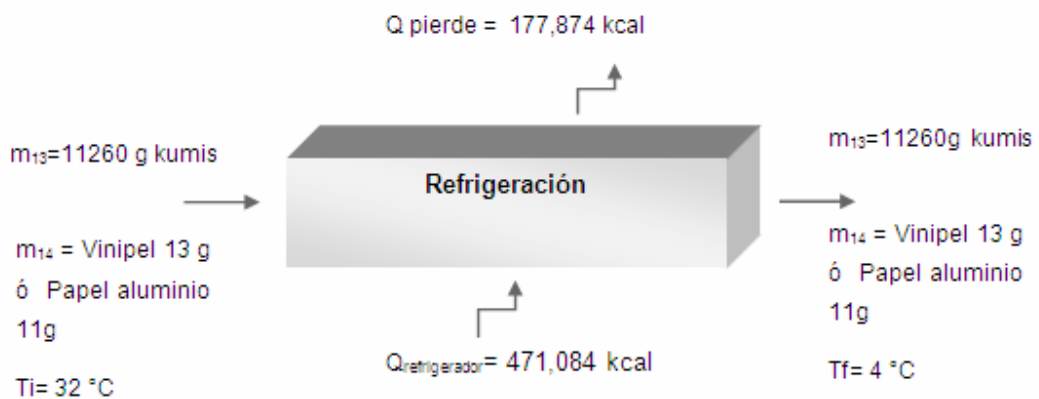 Q pierde = 177,874 kcal
m₁₃=11260 g kumis
m₁₄ = Vinipel 13 g
ó Papel aluminio
11g
Ti= 32 °C
Refrigeración
Qrefrigerador= 471,084 kcal
m₁₃=11260g kumis
m₁₄ = Vinipel 13 g
ó Papel aluminio
11g
Tf= 4 °C